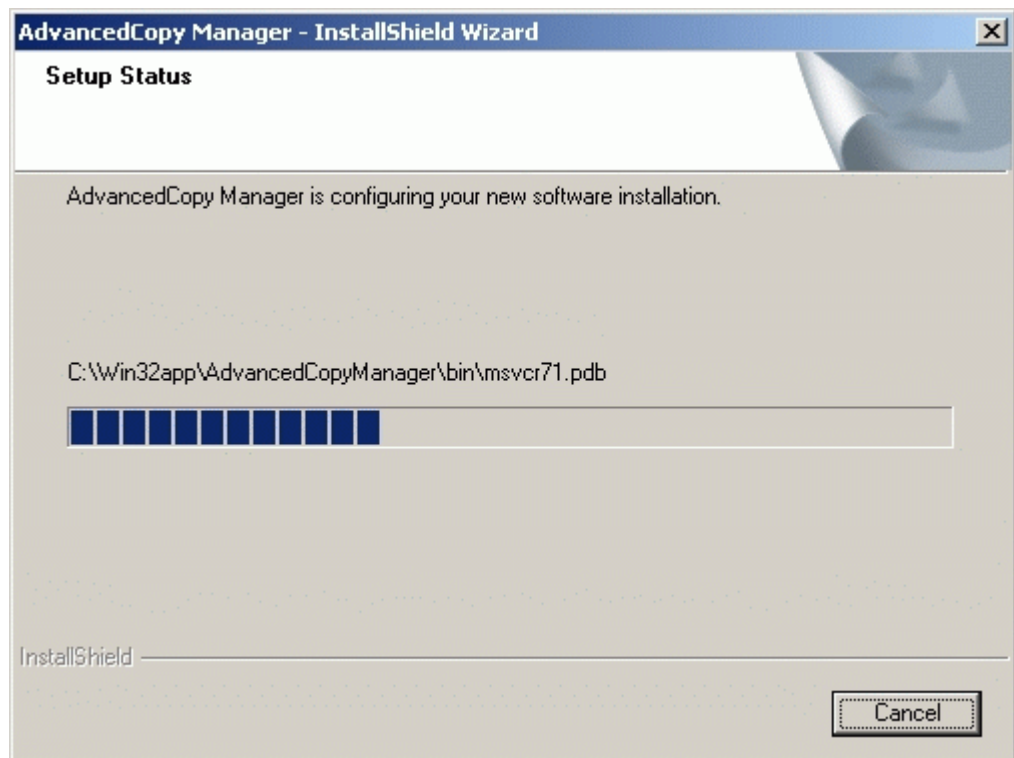 AdvancedCopy Manager - InstallShield Wizard
Setup Status
AdvancedCopy Manager is configuring your new software installation.
C:\Win32app\AdvancedCopyManager\bin\msvcr71.pdb
InstallShield
Cancel